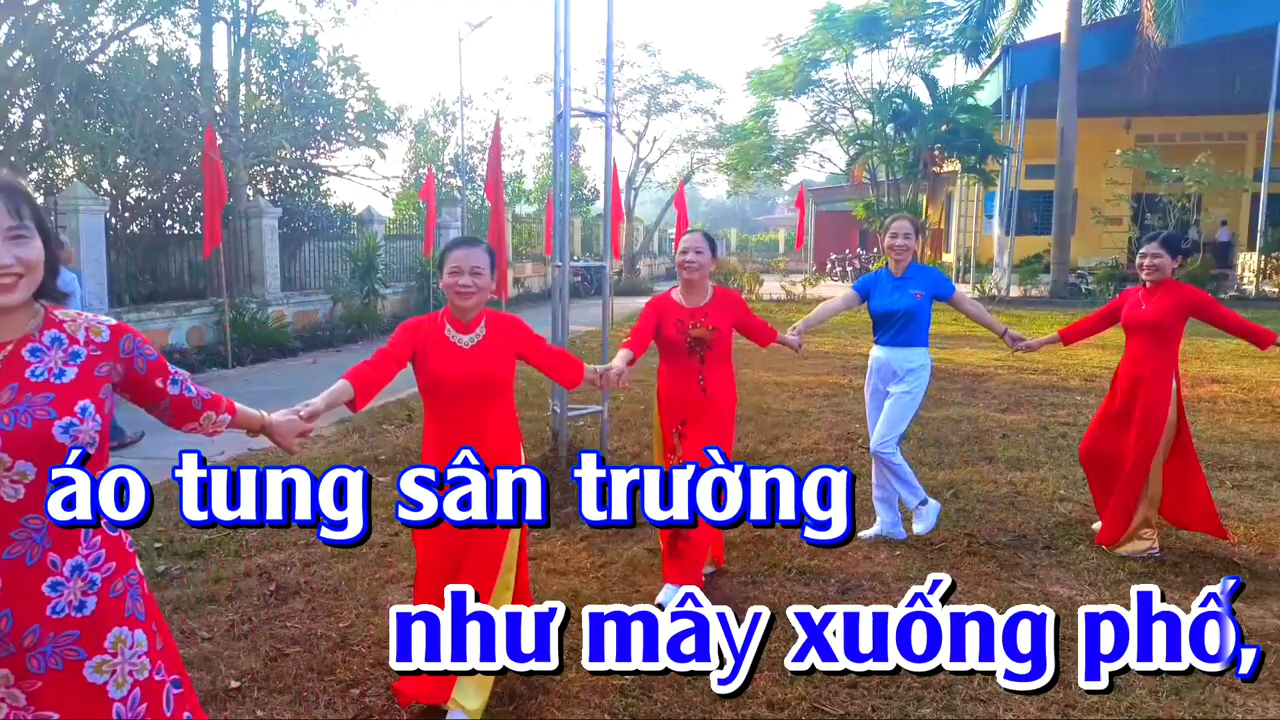 áo tung sân trường
như mây xuống phố,